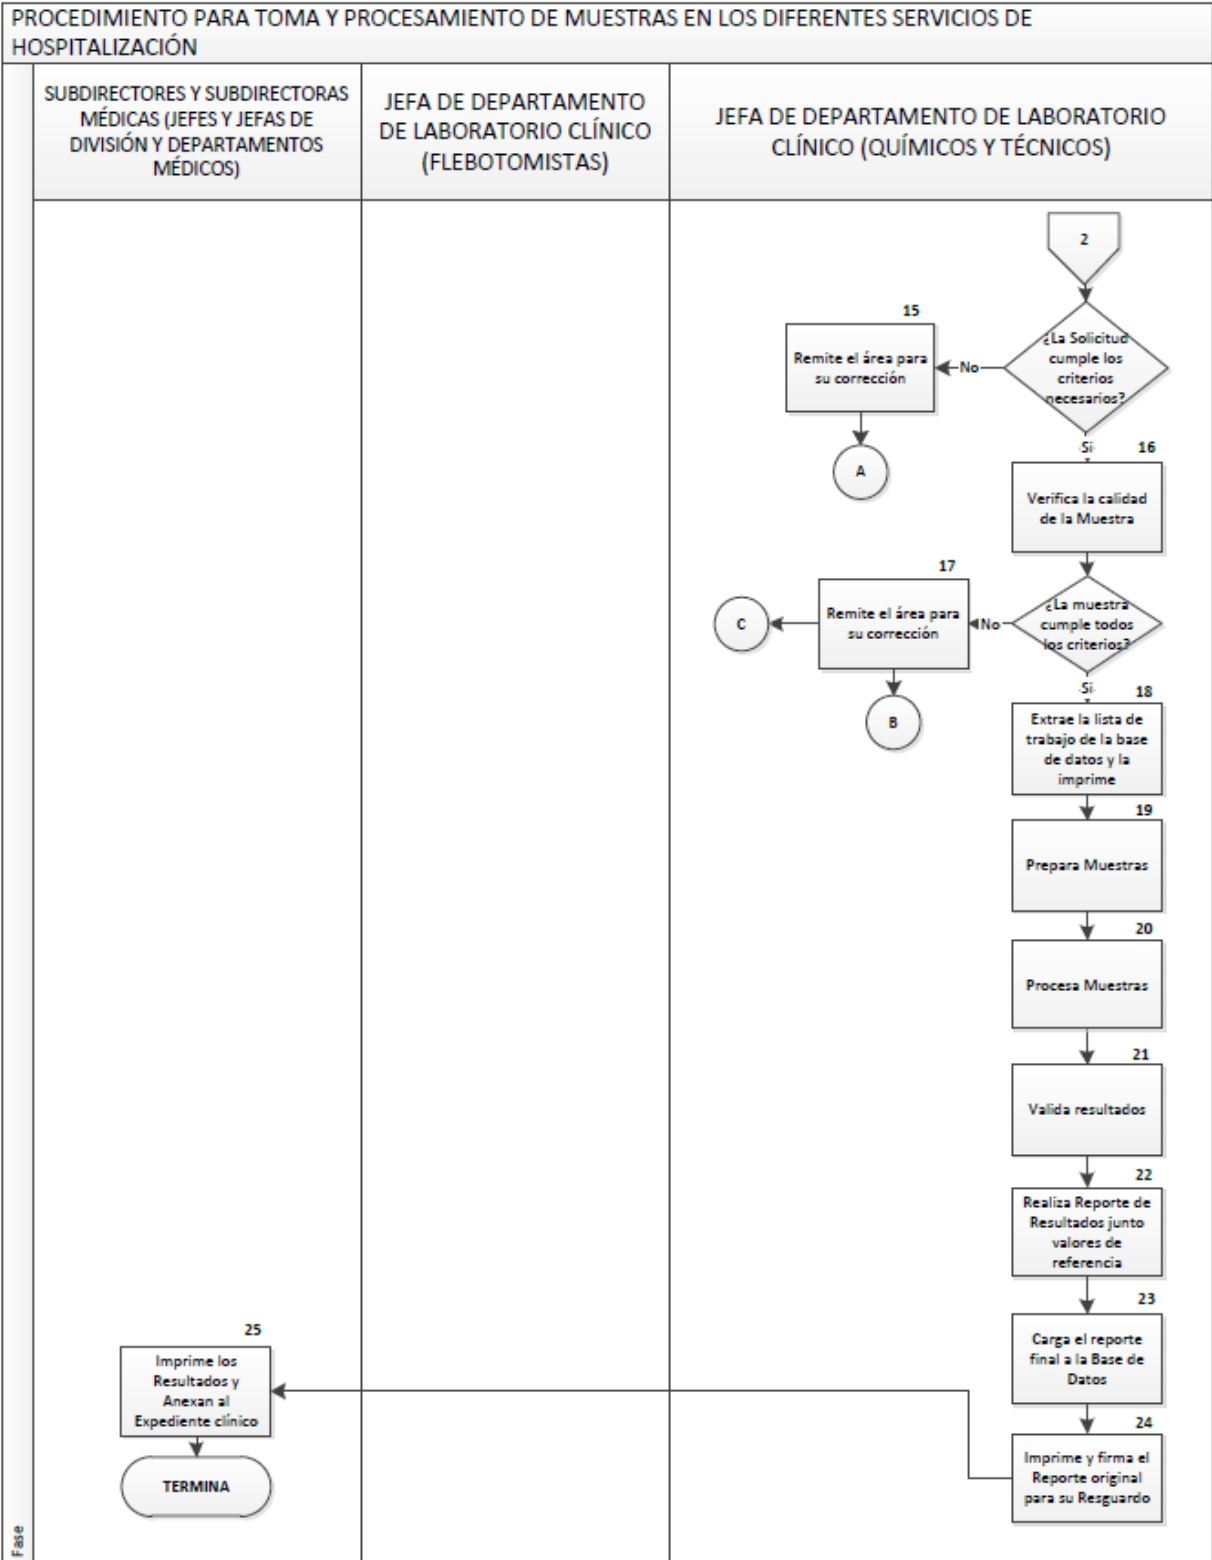 PROCEDIMIENTO PARA TOMA Y PROCESAMIENTO DE MUESTRAS EN LOS DIFERENTES SERVICIOS DE
HOSPITALIZACIÓN
SUBDIRECTORES Y SUBDIRECTORAS
MÉDICAS (JEFES Y JEFAS DE
DIVISIÓN Y DEPARTAMENTOS
MÉDICOS)
JEFA DE DEPARTAMENTO
DE LABORATORIO CLÍNICO
(FLEBOTOMISTAS)
JEFA DE DEPARTAMENTO DE LABORATORIO
CLÍNICO (QUÍMICOS Y TÉCNICOS)
2
¿La Solicitud
cumple los
criterios
necesarios?
No
15
Remite el área para
su corrección
A
Si
16
Verifica la calidad
de la Muestra
¿La muestra
cumple todos
los criterios?
No
17
Remite el área para
su corrección
C
B
Si
18
Extrae la lista de
trabajo de la base
de datos y la
imprime
19
Prepara Muestras
20
Procesa Muestras
21
Valida resultados
22
Realiza Reporte de
Resultados junto
valores de
referencia
23
Carga el reporte
final a la Base de
Datos
24
Imprime y firma el
Reporte original
para su Resguardo
25
Imprime los
Resultados y
Anexan al
Expediente clínico
TERMINA
Fase